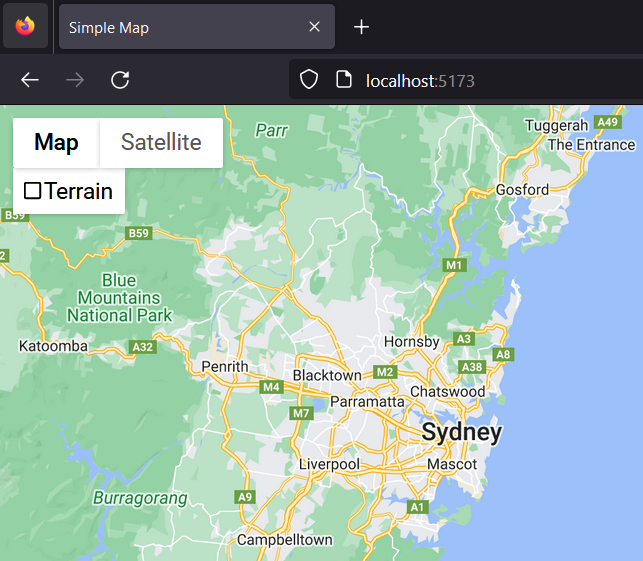 Simple Map
localhost:5173
Map
Satellite
Terrain
Parr
Tuggerah
A49
The Entrance
Gosford
B59
B59
2
M1
Blue
Mountains
National Park
Katoomba
A32
Hornsby
A3
A8
Penrith
Blacktown
M2
A38
M4
Parramatta
Chatswood
M7
Sydney
Liverpool
Mascot
Burragorang
A9
A1
Campbelltown